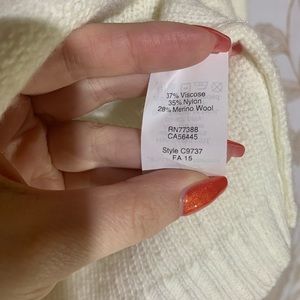 37% Viscose
35% Nylon
28% Merino Wool
RN77388
CA56445
Style C9737
FA 15